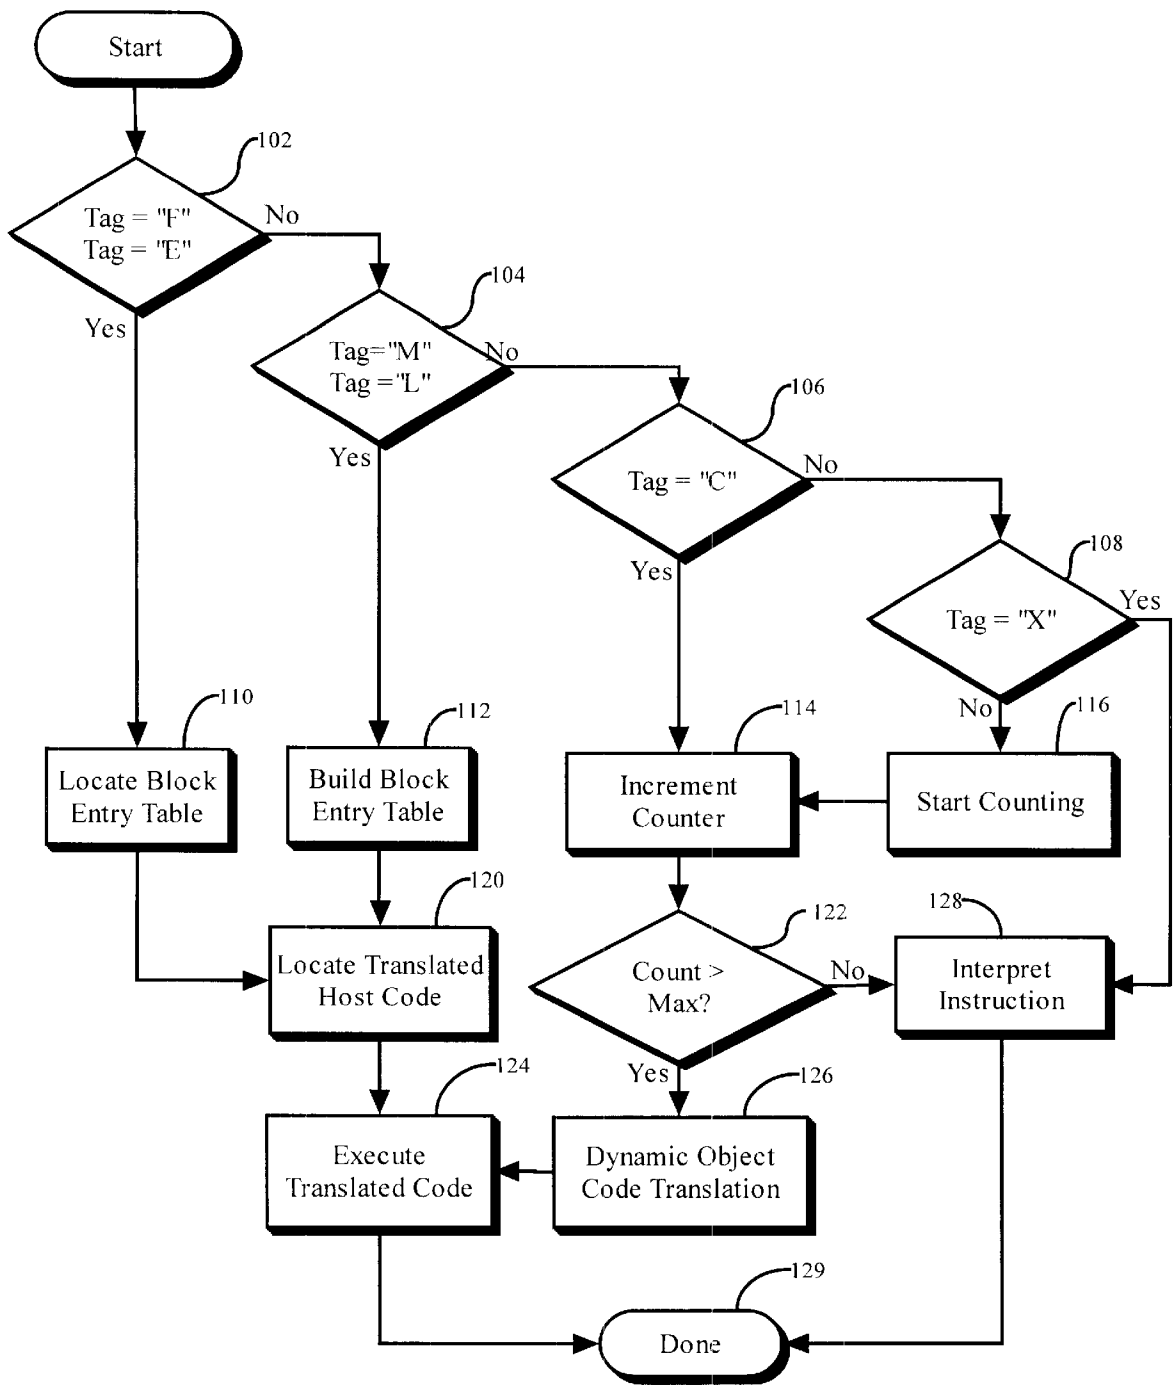 Start
102
Tag = "F"
Tag = "E"
No
Yes
104
Tag="M"
Tag ="L"
No
Yes
106
Tag = "C"
No
Yes
108
Tag = "X"
Yes
No
110
Locate Block
Entry Table
112
Build Block
Entry Table
114
Increment
Counter
116
Start Counting
120
Locate Translated
Host Code
122
Count >
Max?
No
Yes
128
Interpret
Instruction
124
Execute
Translated Code
126
Dynamic Object
Code Translation
129
Done